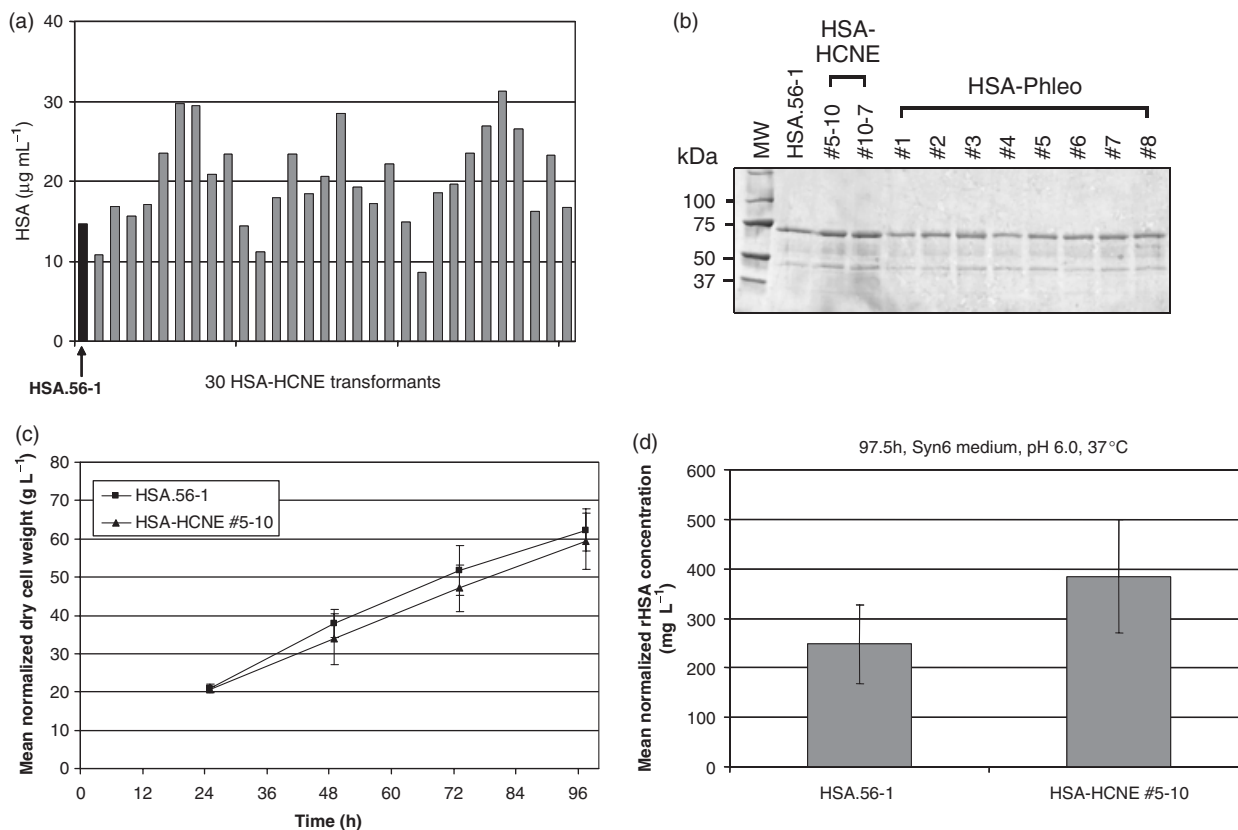 (a)
HSA (µg mL⁻¹)
40
30
20
10
0
HSA.56-1
30 HSA-HCNE transformants
(b)
HSA-
HCNE
HSA-Phleo
kDa
MW
HSA.56-1
#5-10
#10-7
#1
#2
#3
#4
#5
#6
#7
#8
100
75
50
37
(c)
Mean normalized dry cell weight (g L⁻¹)
80
70
60
50
40
30
20
10
0
HSA.56-1
HSA-HCNE #5-10
0 12 24 36 48 60 72 84 96
Time (h)
(d)
97.5h, Syn6 medium, pH 6.0, 37°C
Mean normalized rHSA concentration
(mg L⁻¹)
600
500
400
300
200
100
0
HSA.56-1
HSA-HCNE #5-10